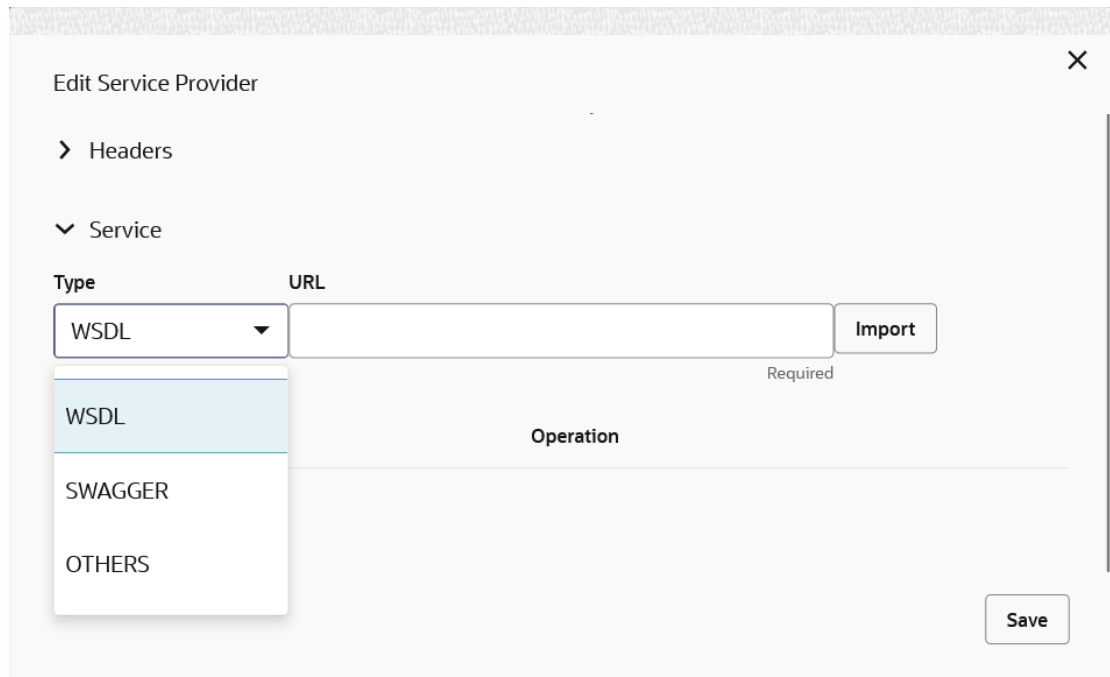 Edit Service Provider
Headers
Service
Type URL
WSDL Import
Required
WSDL
Operation
SWAGGER
OTHERS
Save